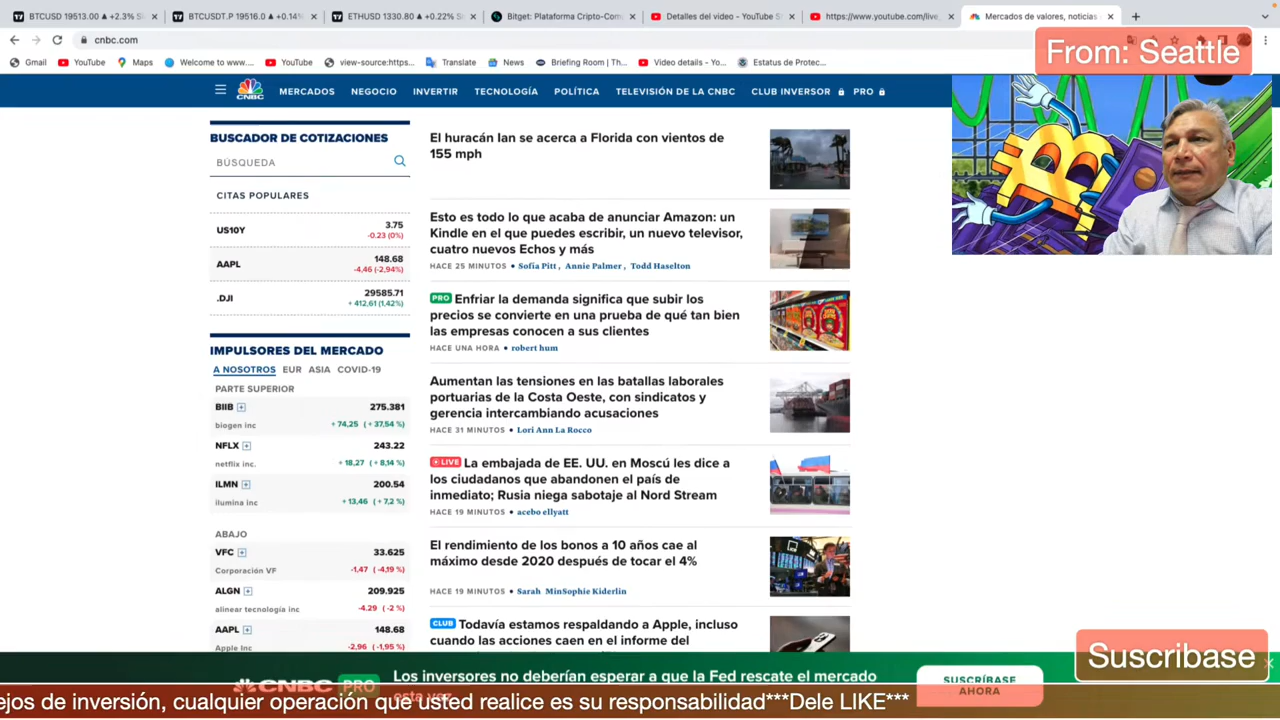 BTCUSD 19513.00 ▲ +2.3%
BTCUSDT.P 19516.0 ▲ +0.14%
ETHUSD 1330.80 ▲ +0.22%
Bitget: Plataforma Cripto-Com
Detalles del video - YouTube S
https://www.youtube.com/live_
Mercados de valores, noticias
cnbc.com
Gmail
YouTube
Maps
Welcome to www....
YouTube
view-source:https...
Translate
News
Briefing Room | Th...
Video details - Yo...
Estatus de Protec...
From: Seattle
CNBC
MERCADOS
NEGOCIO
INVERTIR
TECNOLOGÍA
POLÍTICA
TELEVISIÓN DE LA CNBC
CLUB INVERSOR
PRO
BUSCADOR DE COTIZACIONES
BÚSQUEDA
CITAS POPULARES
US10Y 3.75
-0.23 (0%)
AAPL 148.68
-4,46 (-2,94%)
.DJI 29585.71
+ 412,61 (1,42%)
IMPULSORES DEL MERCADO
A NOSOTROS EUR ASIA COVID-19
PARTE SUPERIOR
BIIB 275.381
biogen inc + 74,25 ( + 37,54 %)
NFLX 243.22
netflix inc. + 18,27 ( + 8,14 %)
ILMN 200.54
ilumina inc + 13,46 ( + 7,2 %)
ABAJO
VFC 33.625
Corporación VF -1,47 ( -4,19 %)
ALGN 209.925
alinear tecnología inc -4.29 ( -2 %)
AAPL 148.68
Apple Inc -2,96 ( -1,95 %)
El huracán Ian se acerca a Florida con vientos de
155 mph
Esto es todo lo que acaba de anunciar Amazon: un
Kindle en el que puedes escribir, un nuevo televisor,
cuatro nuevos Echos y más
HACE 25 MINUTOS • Sofía Pitt , Annie Palmer , Todd Haselton
PRO Enfriar la demanda significa que subir los
precios se convierte en una prueba de qué tan bien
las empresas conocen a sus clientes
HACE UNA HORA • robert hum
Aumentan las tensiones en las batallas laborales
portuarias de la Costa Oeste, con sindicatos y
gerencia intercambiando acusaciones
HACE 31 MINUTOS • Lori Ann La Rocco
LIVE La embajada de EE. UU. en Moscú les dice a
los ciudadanos que abandonen el país de
inmediato; Rusia niega sabotaje al Nord Stream
HACE 19 MINUTOS • acebo ellyatt
El rendimiento de los bonos a 10 años cae al
máximo desde 2020 después de tocar el 4%
HACE 19 MINUTOS • Sarah MinSophie Kiderlin
CLUB Todavía estamos respaldando a Apple, incluso
cuando las acciones caen en el informe del
Suscribase
CNBC PRO
Los inversores no deberían esperar a que la Fed rescate el mercado
esta vez
SUSCRÍBASE
AHORA
ejos de inversión, cualquier operación que usted realice es su responsabilidad***Dele LIKE***